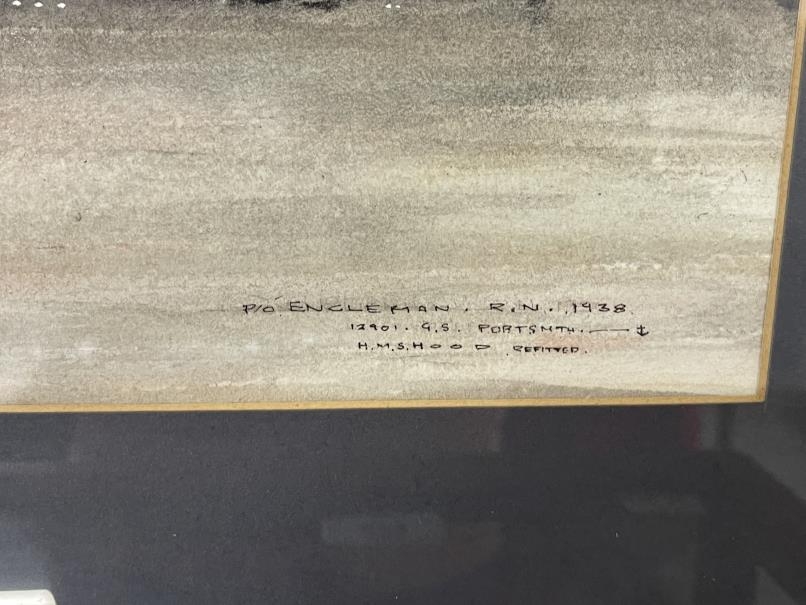 P/O ENGLEMAN. R.N. 1938.
12901. G.S. PORTSMTH.
H.M.S. HOOD REFITTED.